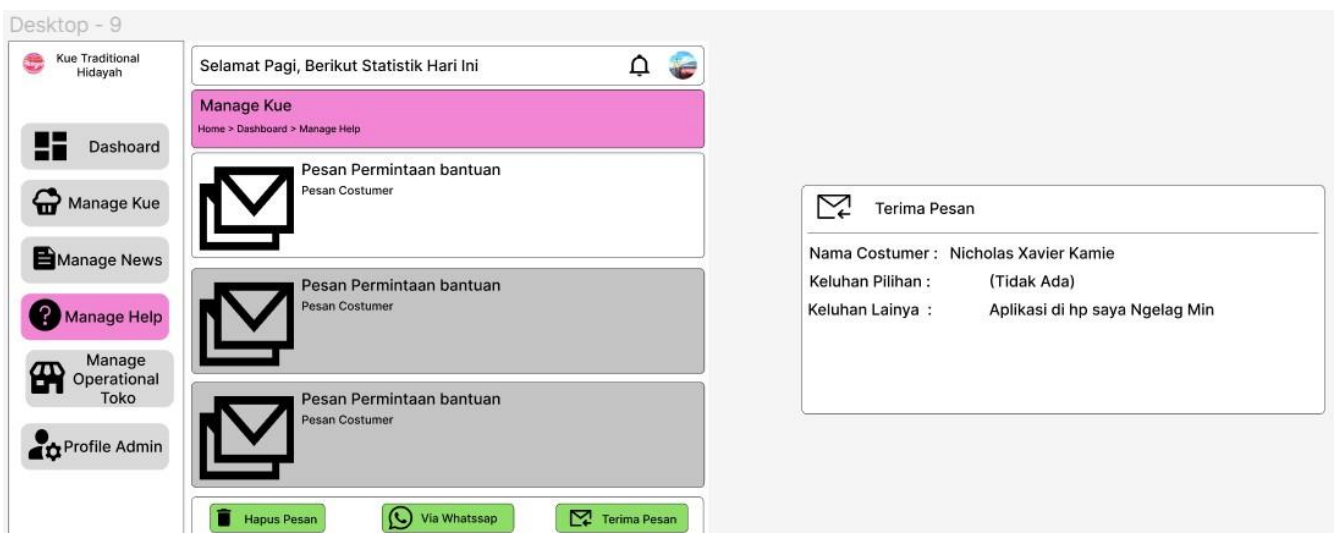 Desktop - 9
Kue Traditional
Hidayah
Dashoard
Manage Kue
Manage News
Manage Help
Manage
Operational
Toko
Profile Admin
Selamat Pagi, Berikut Statistik Hari Ini
Manage Kue
Home > Dashboard > Manage Help
Pesan Permintaan bantuan
Pesan Costumer
Pesan Permintaan bantuan
Pesan Costumer
Pesan Permintaan bantuan
Pesan Costumer
Hapus Pesan
Via Whatssap
Terima Pesan
Terima Pesan
Nama Costumer : Nicholas Xavier Kamie
Keluhan Pilihan : (Tidak Ada)
Keluhan Lainya : Aplikasi di hp saya Ngelag Min